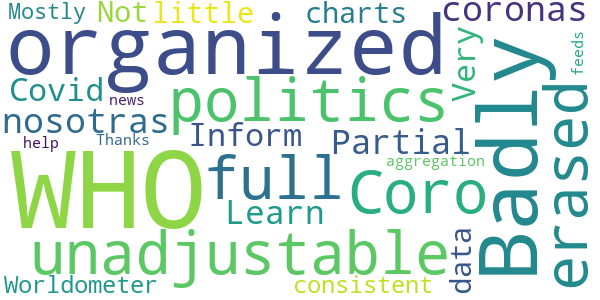 Mostly Not little charts coronas
organized
Very
feeds
Covid news politics
nosotras Inform Partial
help Thanks aggregation
WHO full Coro
Badly
erased
Learn
unadjustable data
Worldometer consistent